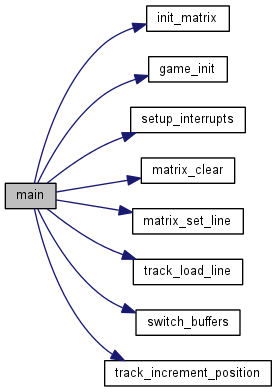 init_matrix
game_init
setup_interrupts
matrix_clear
main
matrix_set_line
track_load_line
switch_buffers
track_increment_position